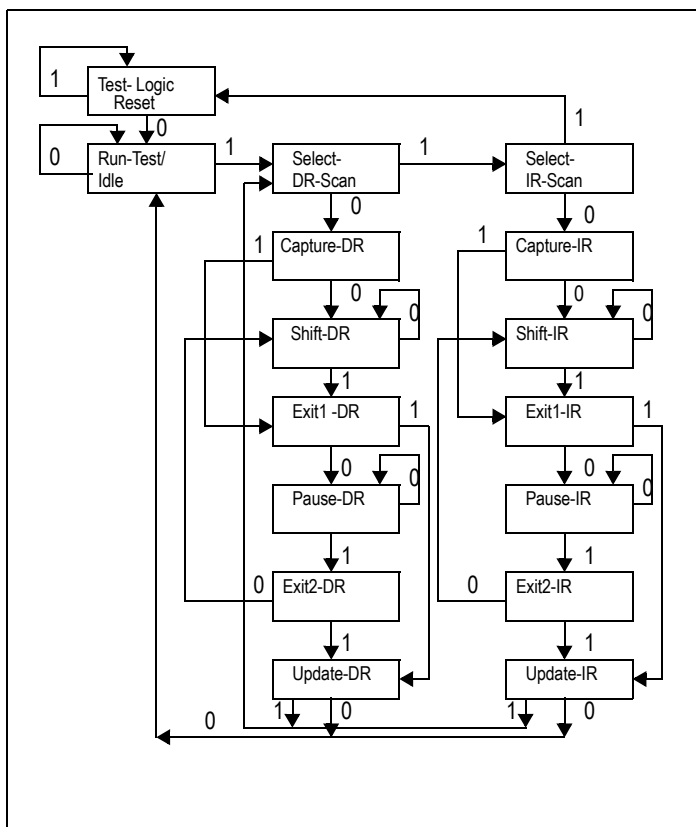 1
Test- Logic
Reset
0
1
0
Run-Test/
Idle
1
Select-
DR-Scan
1
Select-
IR-Scan
0
0
1
Capture-DR
1
Capture-IR
0
0
Shift-DR
0
Shift-IR
0
1
1
Exit1 -DR
1
Exit1-IR
1
0
0
Pause-DR
0
Pause-IR
0
1
1
0
Exit2-DR
0
Exit2-IR
1
1
Update-DR
Update-IR
1
0
1
0
0